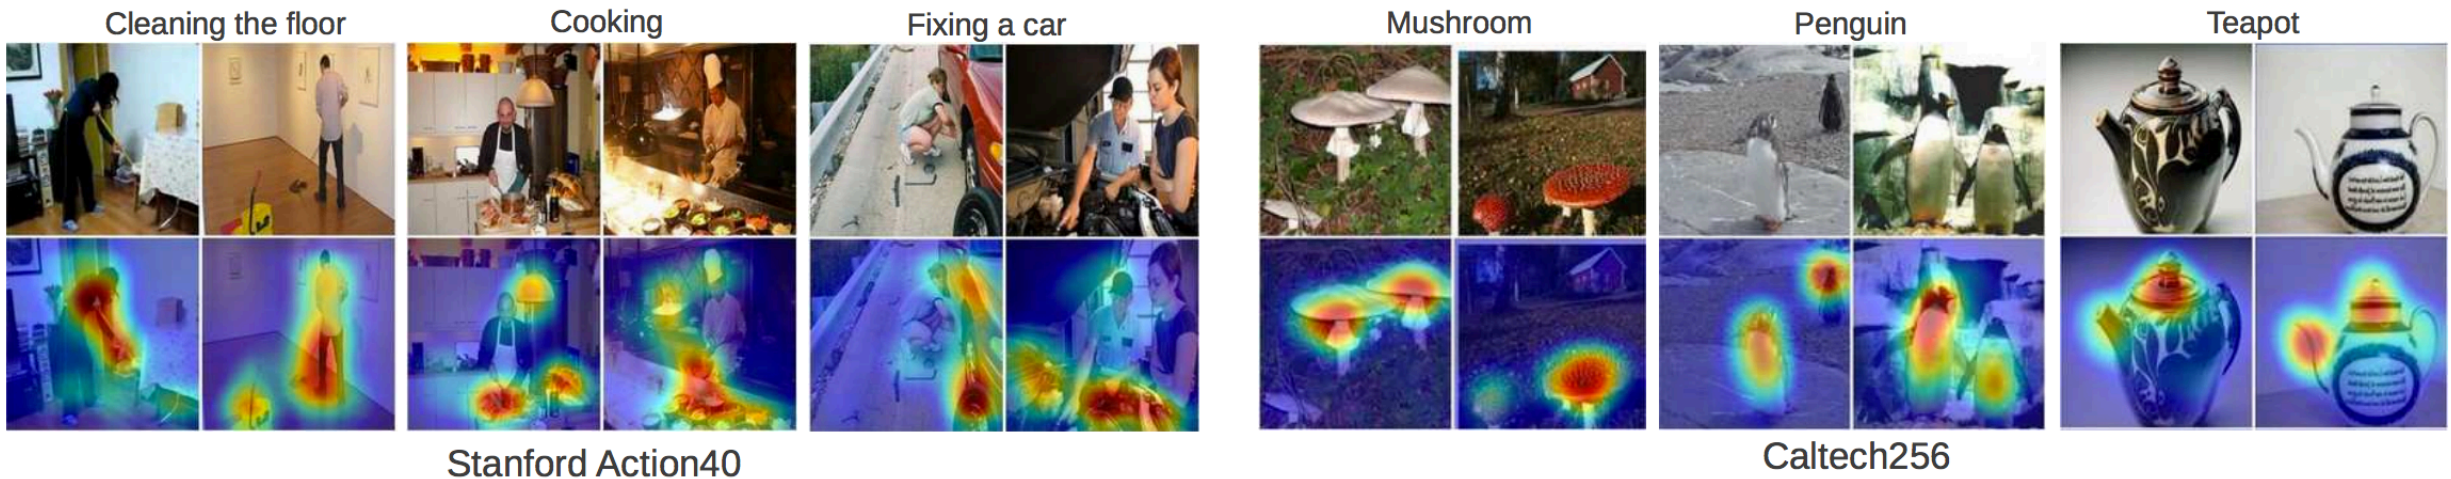 Cleaning the floor
Cooking
Fixing a car
Mushroom
Penguin
Teapot
Stanford Action40
Caltech256